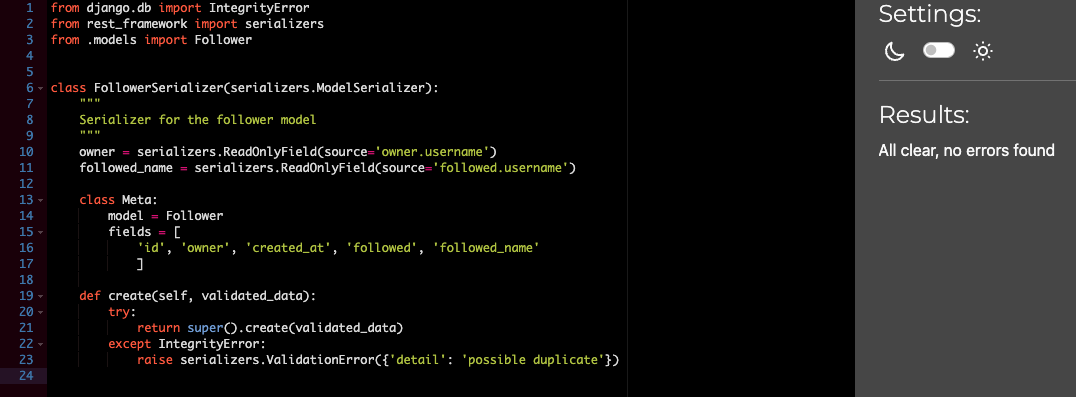 1 from django.db import IntegrityError
2 from rest_framework import serializers
3 from .models import Follower
4
5
6 class FollowerSerializer(serializers.ModelSerializer):
7     """
8     Serializer for the follower model
9     """
10     owner = serializers.ReadOnlyField(source='owner.username')
11     followed_name = serializers.ReadOnlyField(source='followed.username')
12
13     class Meta:
14         model = Follower
15         fields = [
16             'id', 'owner', 'created_at', 'followed', 'followed_name'
17             ]
18
19     def create(self, validated_data):
20         try:
21             return super().create(validated_data)
22         except IntegrityError:
23             raise serializers.ValidationError({'detail': 'possible duplicate'})
24
Settings:
Results:
All clear, no errors found